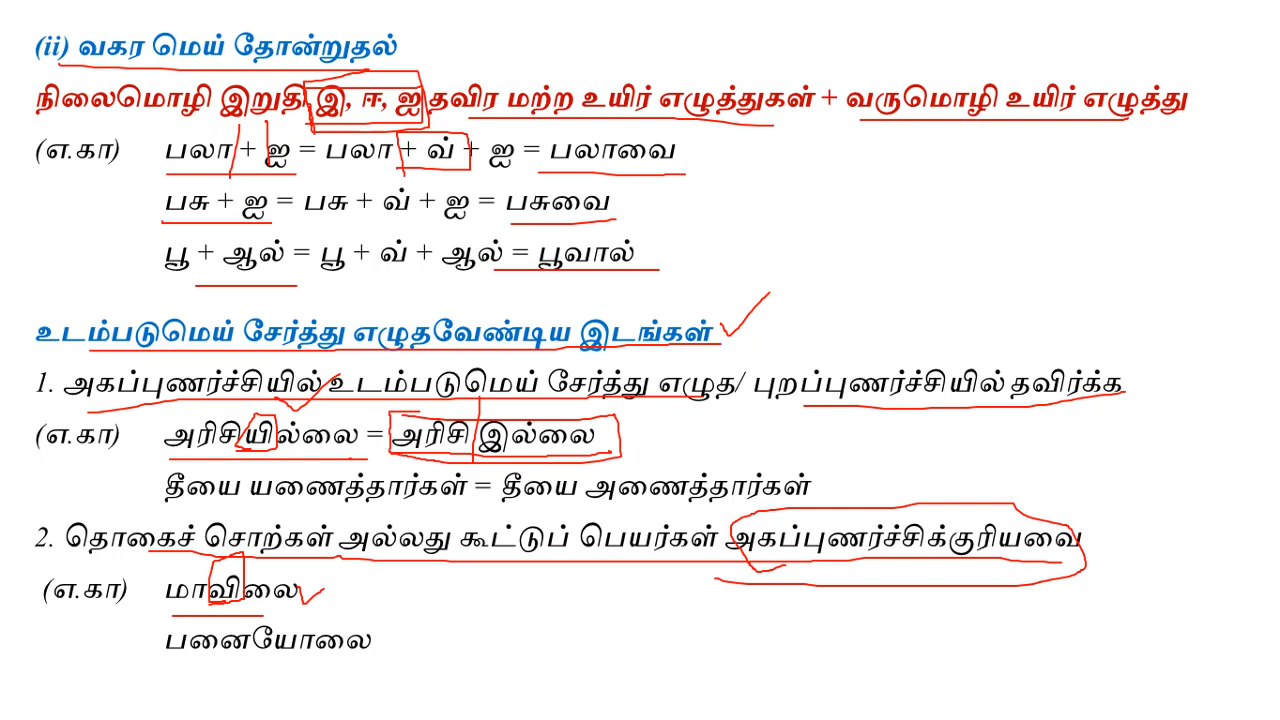 (ii) வகர மெய் தோன்றுதல்
நிலைமொழி இறுதி இ, ஈ, ஐ தவிர மற்ற உயிர் எழுத்துகள் + வருமொழி உயிர் எழுத்து
(எ.கா) பலா + ஐ = பலா + வ் + ஐ = பலாவை
பசு + ஐ = பசு + வ் + ஐ = பசுவை
பூ + ஆல் = பூ + வ் + ஆல் = பூவால்
உடம்படுமெய் சேர்த்து எழுதவேண்டிய இடங்கள்
1. அகப்புணர்ச்சியில் உடம்படுமெய் சேர்த்து எழுத/ புறப்புணர்ச்சியில் தவிர்க்க
(எ.கா) அரிசியில்லை = அரிசி இல்லை
தீயை யணைத்தார்கள் = தீயை அணைத்தார்கள்
2. தொகைச் சொற்கள் அல்லது கூட்டுப் பெயர்கள் அகப்புணர்ச்சிக்குரியவை
(எ.கா) மாவிலை
பனையோலை